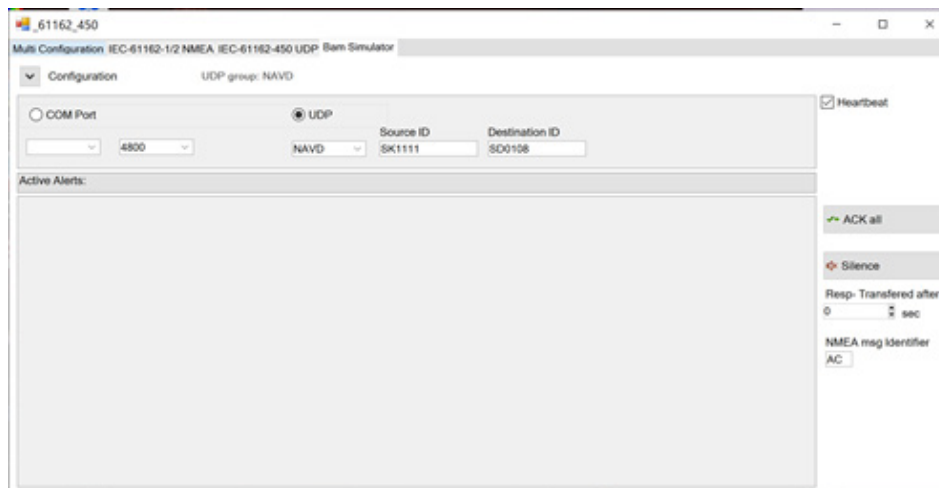 _61162_450
Multi Configuration IEC-61162-1/2 NMEA IEC-61162-450 UDP Bam Simulator
Configuration UDP group: NAVD
COM Port UDP Heartbeat
Source ID Destination ID
4800 NAVD SK1111 SD0108
Active Alerts:
ACK all
Silence
Resp- Transfered after
0 sec
NMEA msg Identifier
AC